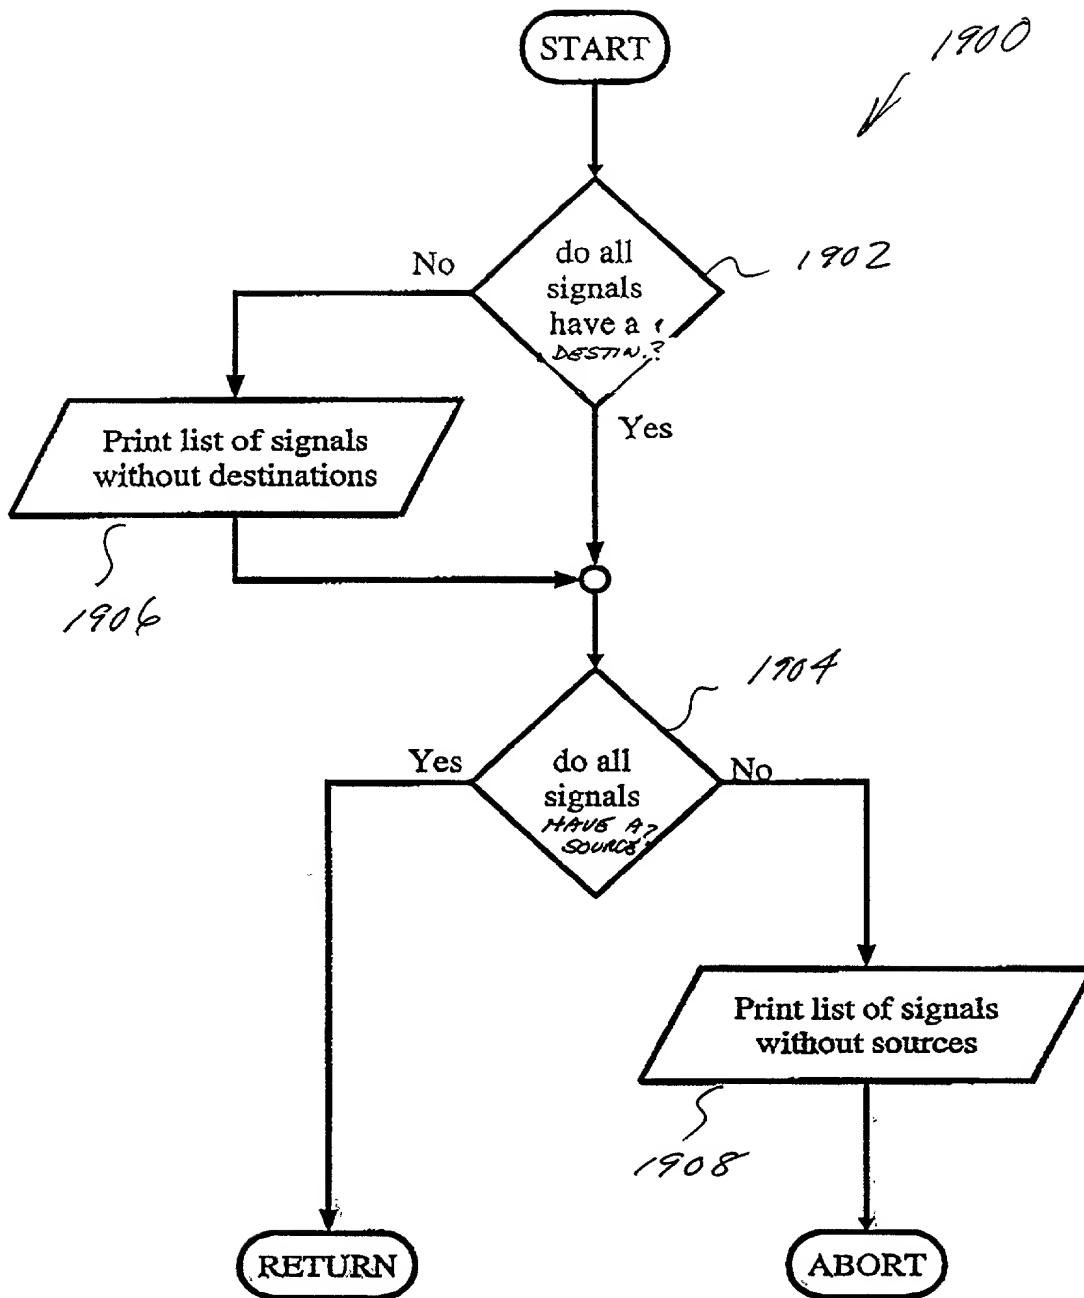 START
1900
do all
signals
have a
DESTIN.?
1902
No
Yes
Print list of signals
without destinations
1906
1904
do all
signals
HAVE A
SOURCE?
Yes
No
Print list of signals
without sources
1908
RETURN
ABORT